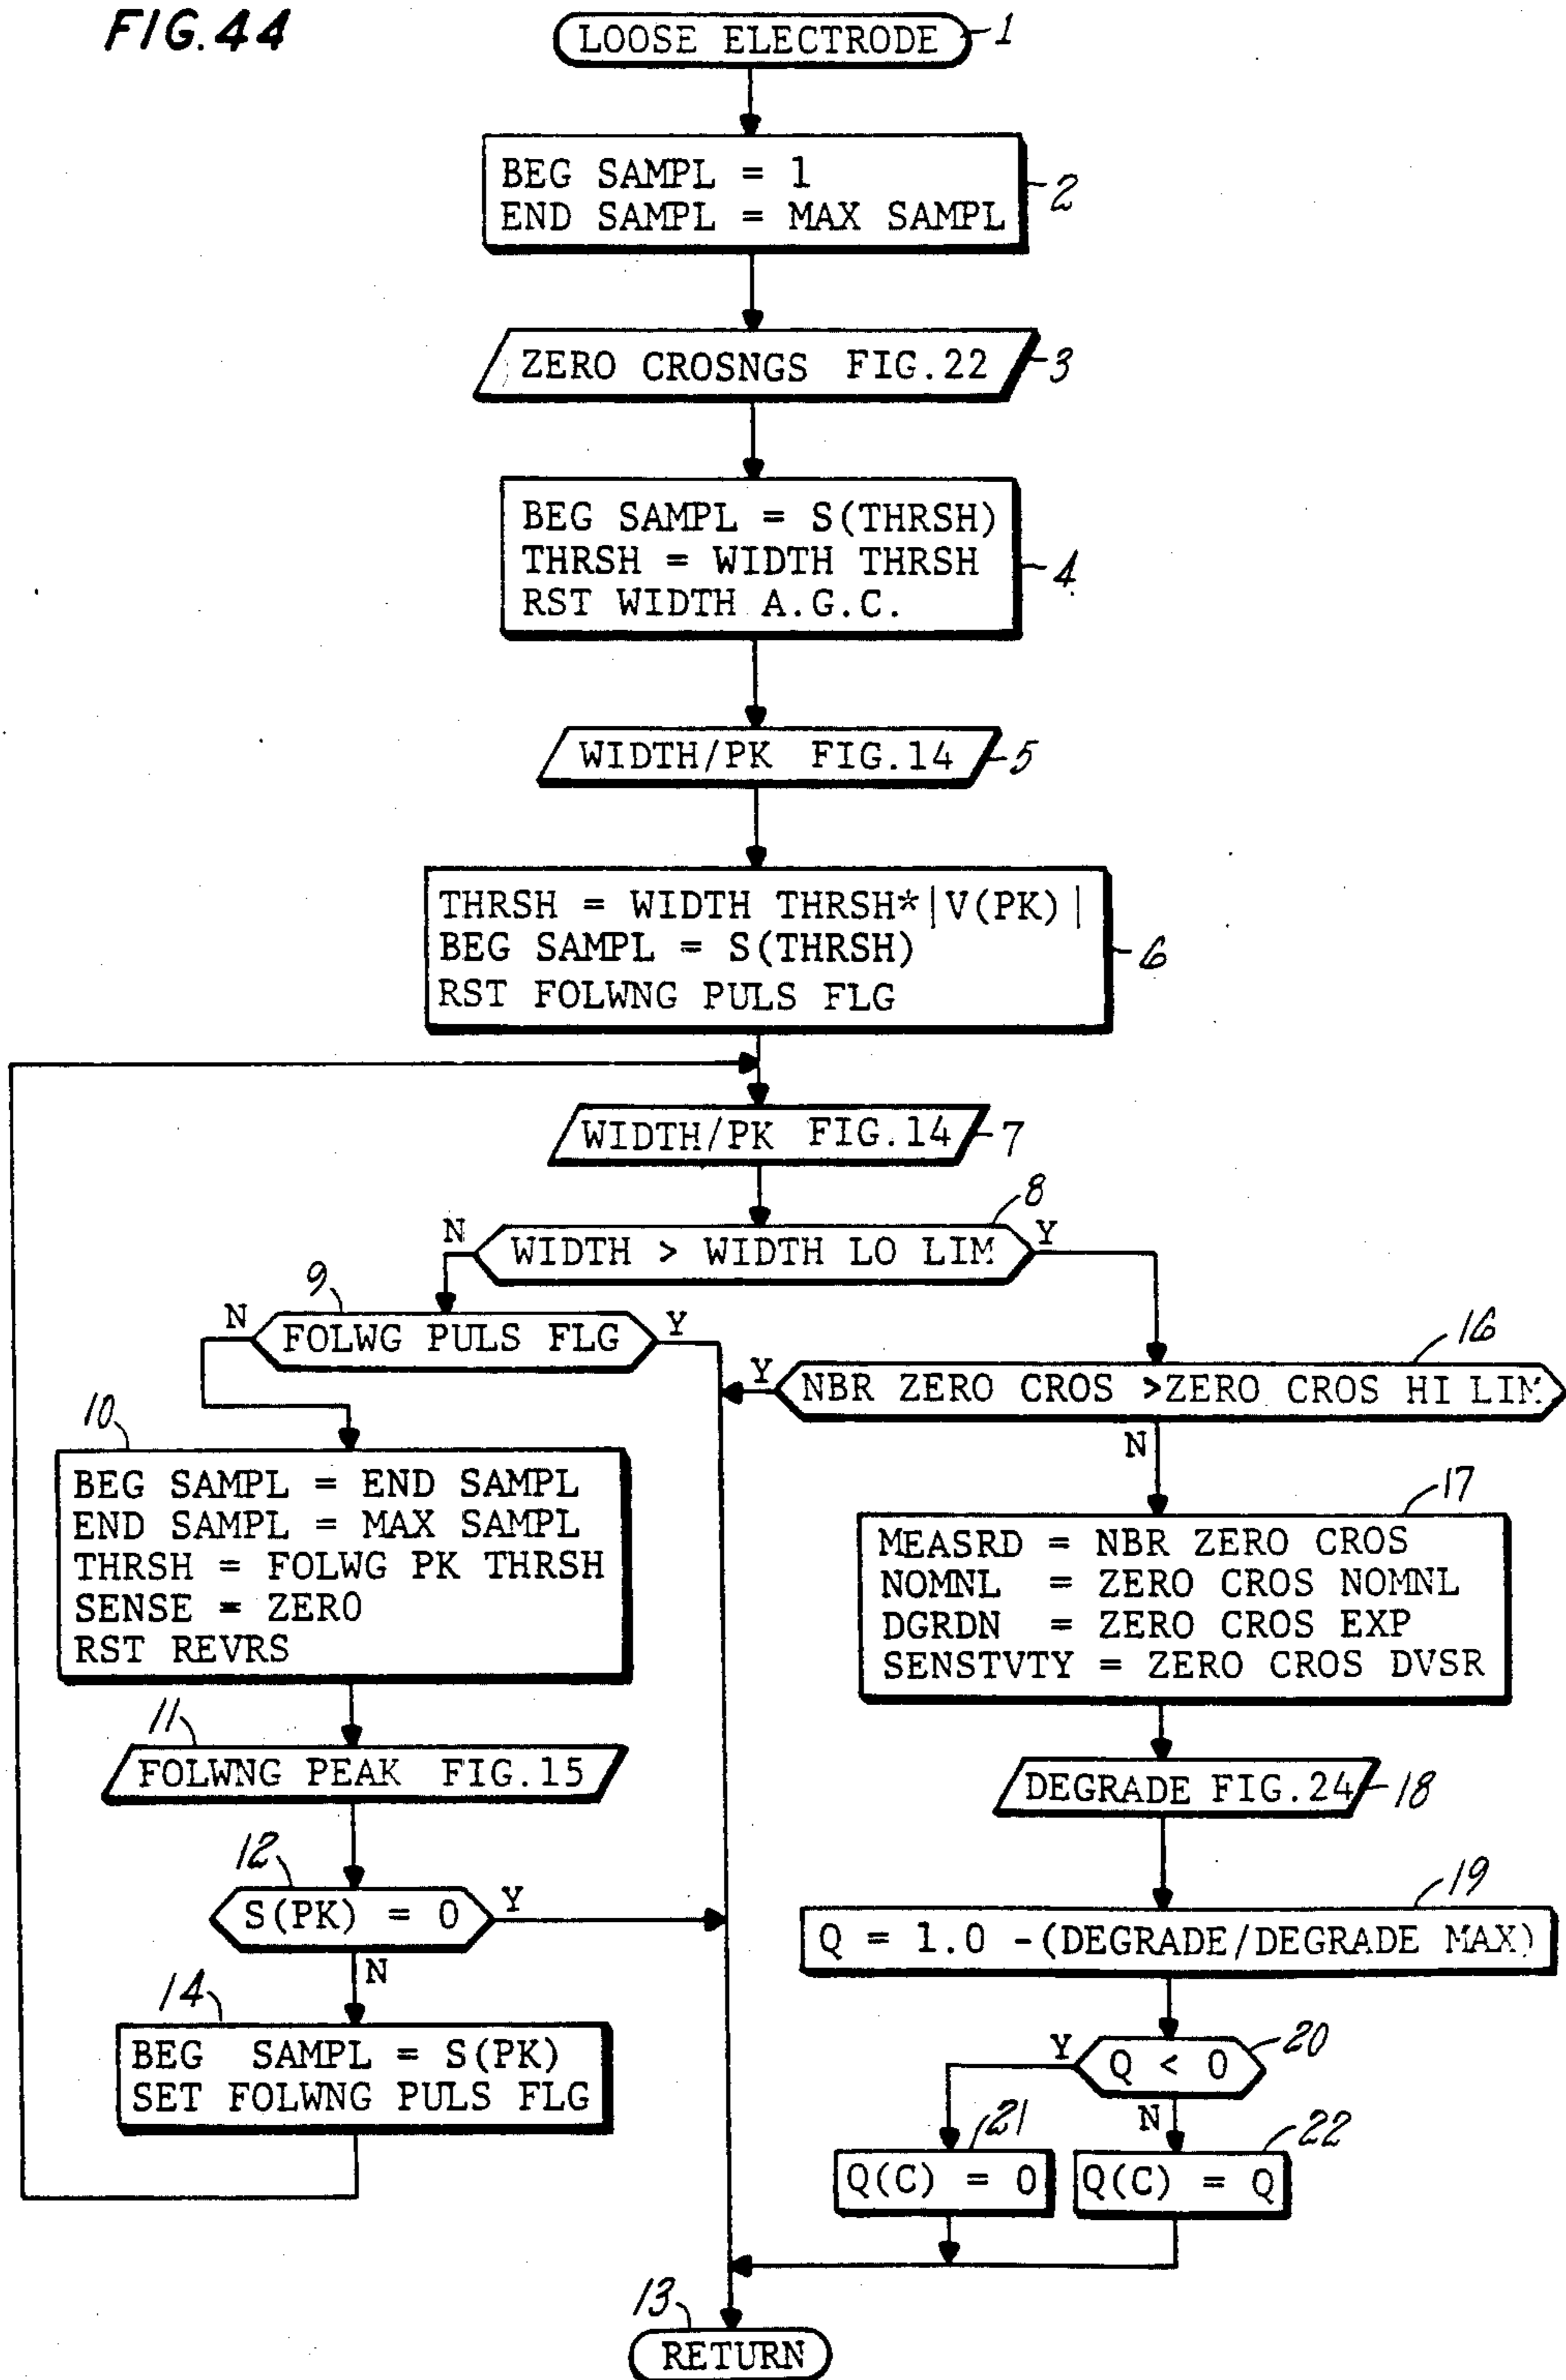 FIG.44
LOOSE ELECTRODE
1
BEG SAMPL = 1
END SAMPL = MAX SAMPL
2
ZERO CROSNGS FIG.22
3
BEG SAMPL = S(THRSH)
THRSH = WIDTH THRSH
RST WIDTH A.G.C.
4
WIDTH/PK FIG.14
5
THRSH = WIDTH THRSH*|V(PK)|
BEG SAMPL = S(THRSH)
RST FOLWNG PULS FLG
6
WIDTH/PK FIG.14
7
8
N
WIDTH > WIDTH LO LIM
Y
9
N
FOLWG PULS FLG
Y
16
Y
NBR ZERO CROS >ZERO CROS HI LIM
N
10
BEG SAMPL = END SAMPL
END SAMPL = MAX SAMPL
THRSH = FOLWG PK THRSH
SENSE = ZERO
RST REVRS
17
MEASRD = NBR ZERO CROS
NOMNL = ZERO CROS NOMNL
DGRDN = ZERO CROS EXP
SENSTVTY = ZERO CROS DVSR
11
FOLWNG PEAK FIG.15
DEGRADE FIG.24
18
12
S(PK) = 0
Y
N
19
Q = 1.0 -(DEGRADE/DEGRADE MAX)
14
BEG SAMPL = S(PK)
SET FOLWNG PULS FLG
20
Y
Q < 0
N
21
Q(C) = 0
22
Q(C) = Q
13
RETURN